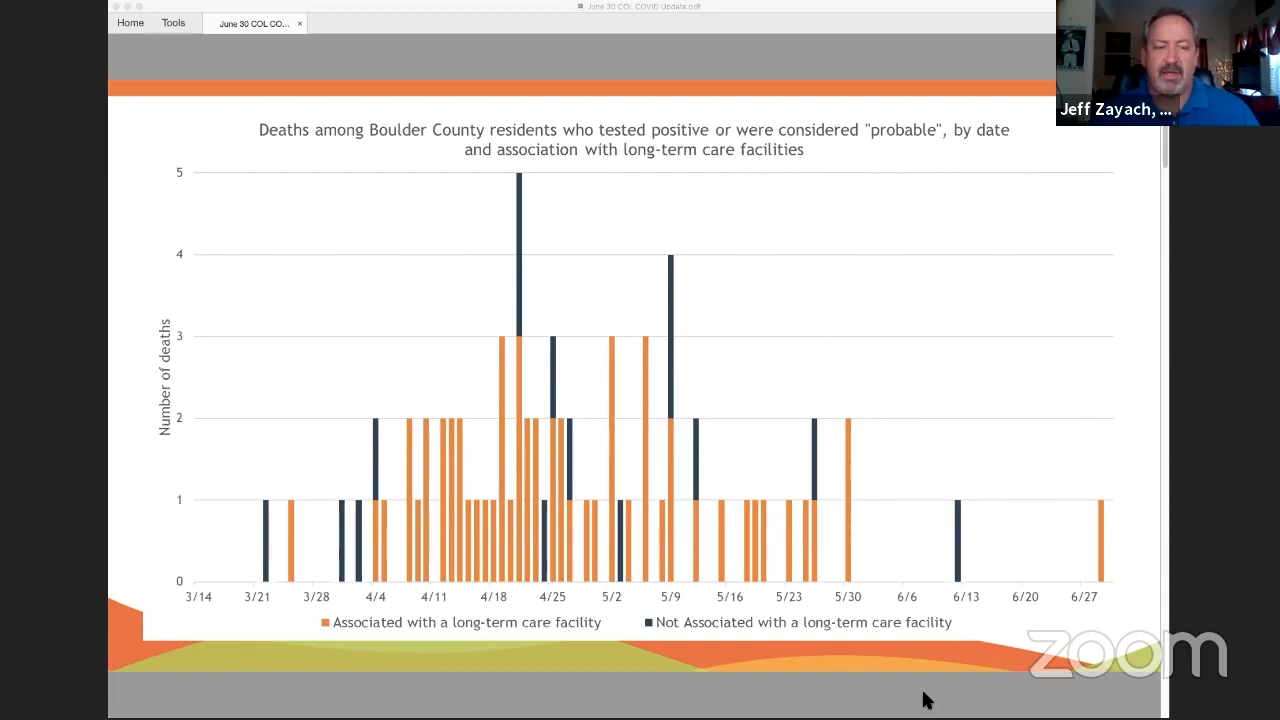 June 30 COL COVID Update.pdf
Home Tools June 30 COL CO... ×
Jeff Zayach, ...
Deaths among Boulder County residents who tested positive or were considered "probable", by date
and association with long-term care facilities
Number of deaths
5
4
3
2
1
0
3/14 3/21 3/28 4/4 4/11 4/18 4/25 5/2 5/9 5/16 5/23 5/30 6/6 6/13 6/20 6/27
Associated with a long-term care facility Not Associated with a long-term care facility
zoom